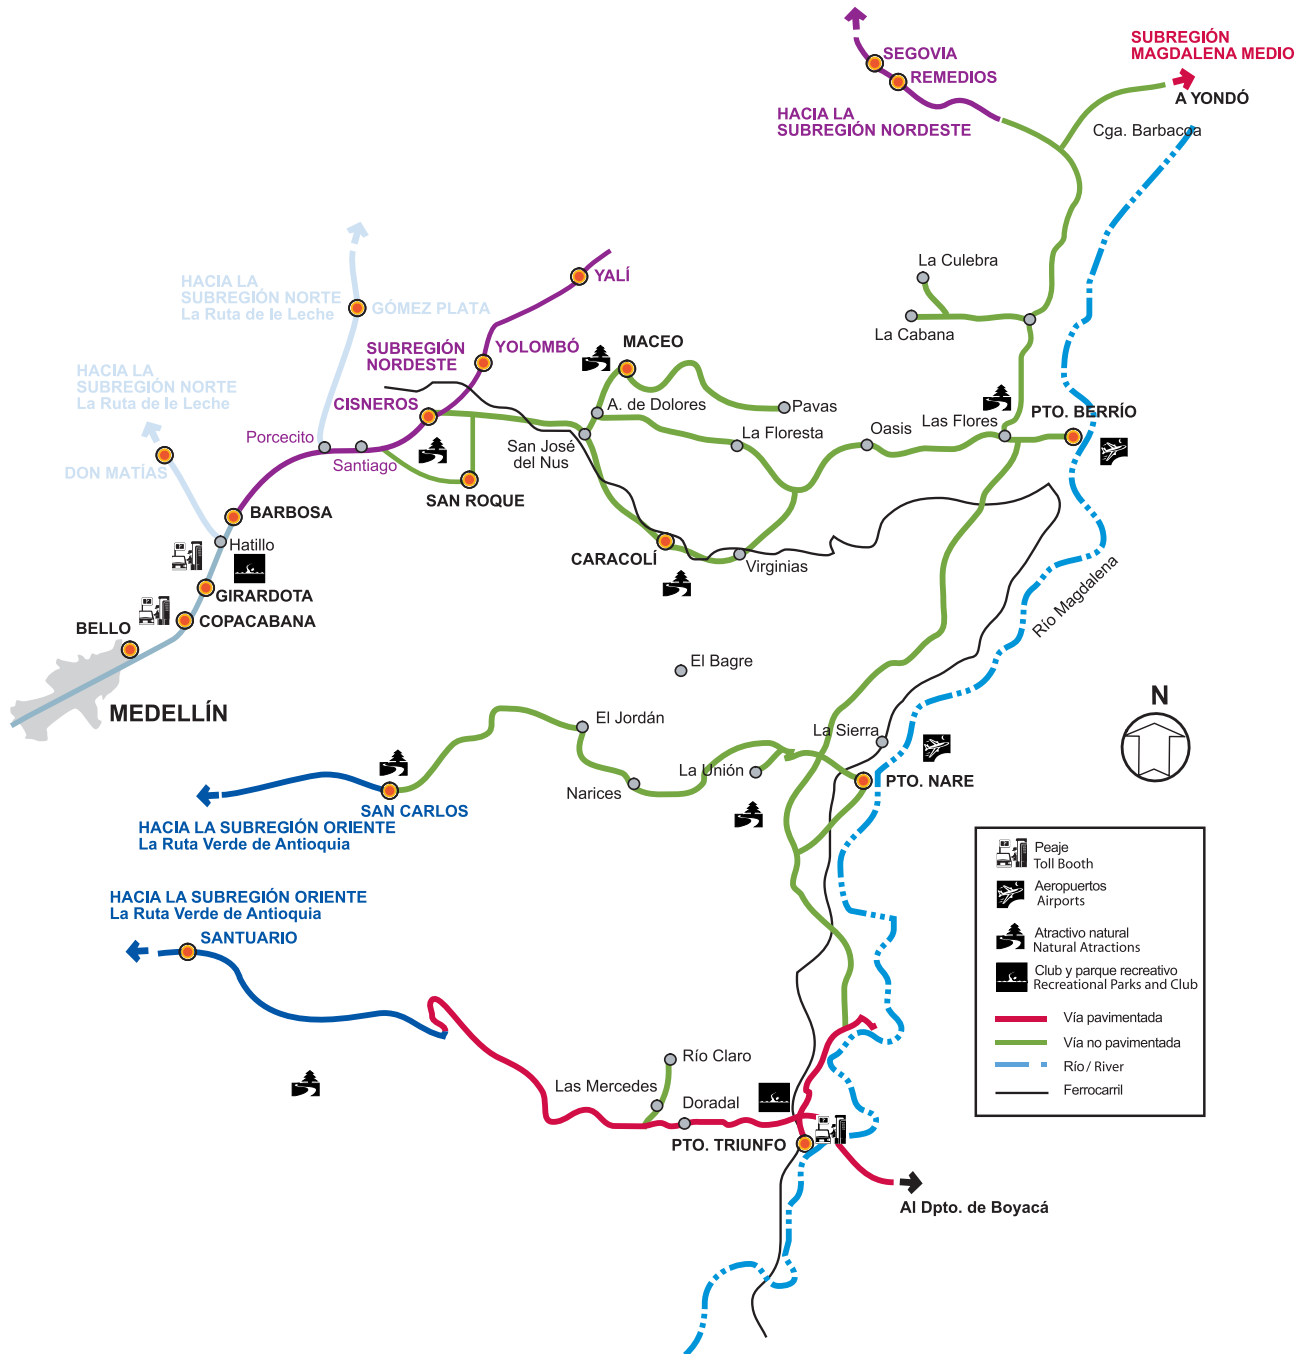 SUBREGIÓN
MAGDALENA MEDIO
SEGOVIA
REMEDIOS
A YONDÓ
HACIA LA
SUBREGIÓN NORDESTE
Cga. Barbacoa
La Culebra
YALÍ
HACIA LA
SUBREGIÓN NORTE
La Ruta de le Leche
GÓMEZ PLATA
La Cabana
SUBREGIÓN
NORDESTE
YOLOMBÓ
MACEO
HACIA LA
SUBREGIÓN NORTE
La Ruta de le Leche
CISNEROS
A. de Dolores
Pavas
PTO. BERRÍO
Las Flores
Oasis
La Floresta
Porcecito
Santiago
San José
del Nus
DON MATÍAS
SAN ROQUE
BARBOSA
Hatillo
CARACOLÍ
Virginias
GIRARDOTA
COPACABANA
BELLO
Río Magdalena
El Bagre
MEDELLÍN
El Jordán
La Sierra
N
La Unión
PTO. NARE
Narices
SAN CARLOS
HACIA LA SUBREGIÓN ORIENTE
La Ruta Verde de Antioquia
HACIA LA SUBREGIÓN ORIENTE
La Ruta Verde de Antioquia
SANTUARIO
Peaje
Toll Booth
Aeropuertos
Airports
Atractivo natural
Natural Atractions
Club y parque recreativo
Recreational Parks and Club
Vía pavimentada
Vía no pavimentada
Río / River
Ferrocarril
Río Claro
Las Mercedes
Doradal
PTO. TRIUNFO
Al Dpto. de Boyacá